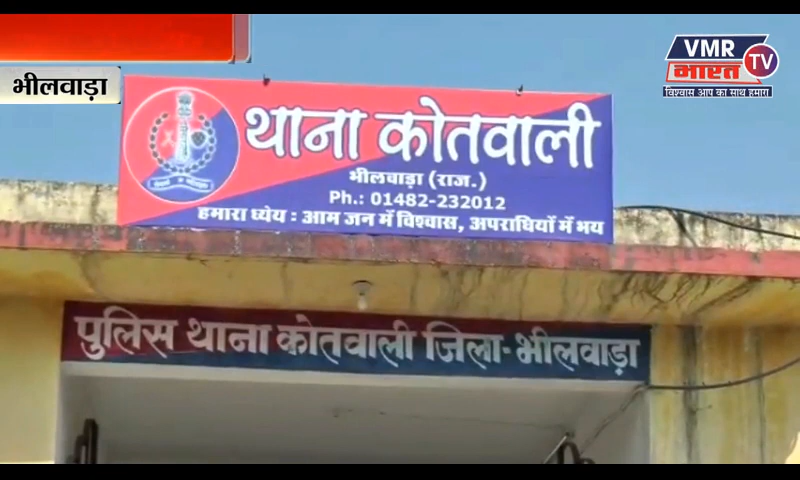 भीलवाड़ा
VMR
भारत
TV
विश्वास आप का साथ हमारा
थाना कोतवाली
भीलवाड़ा (राज.)
Ph.: 01482-232012
हमारा ध्येय : आम जन में विश्वास, अपराधियों में भय
पुलिस थाना कोतवाली जिला-भीलवाड़ा